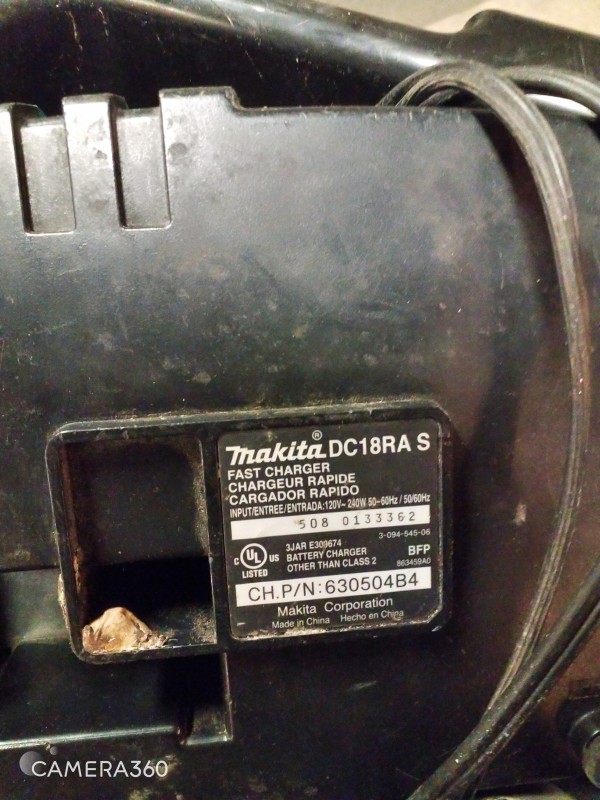 makita® DC18RA S
FAST CHARGER
CHARGEUR RAPIDE
CARGADOR RAPIDO
INPUT/ENTREE/ENTRADA:120V~ 240W 50-60Hz / 50/60Hz
508 0133362
3-094-545-06
C UL US
LISTED
3JAR E309674
BATTERY CHARGER
OTHER THAN CLASS 2
BFP
863459A0
CH.P/N:630504B4
Makita Corporation
Made in China Hecho en China
CAMERA360